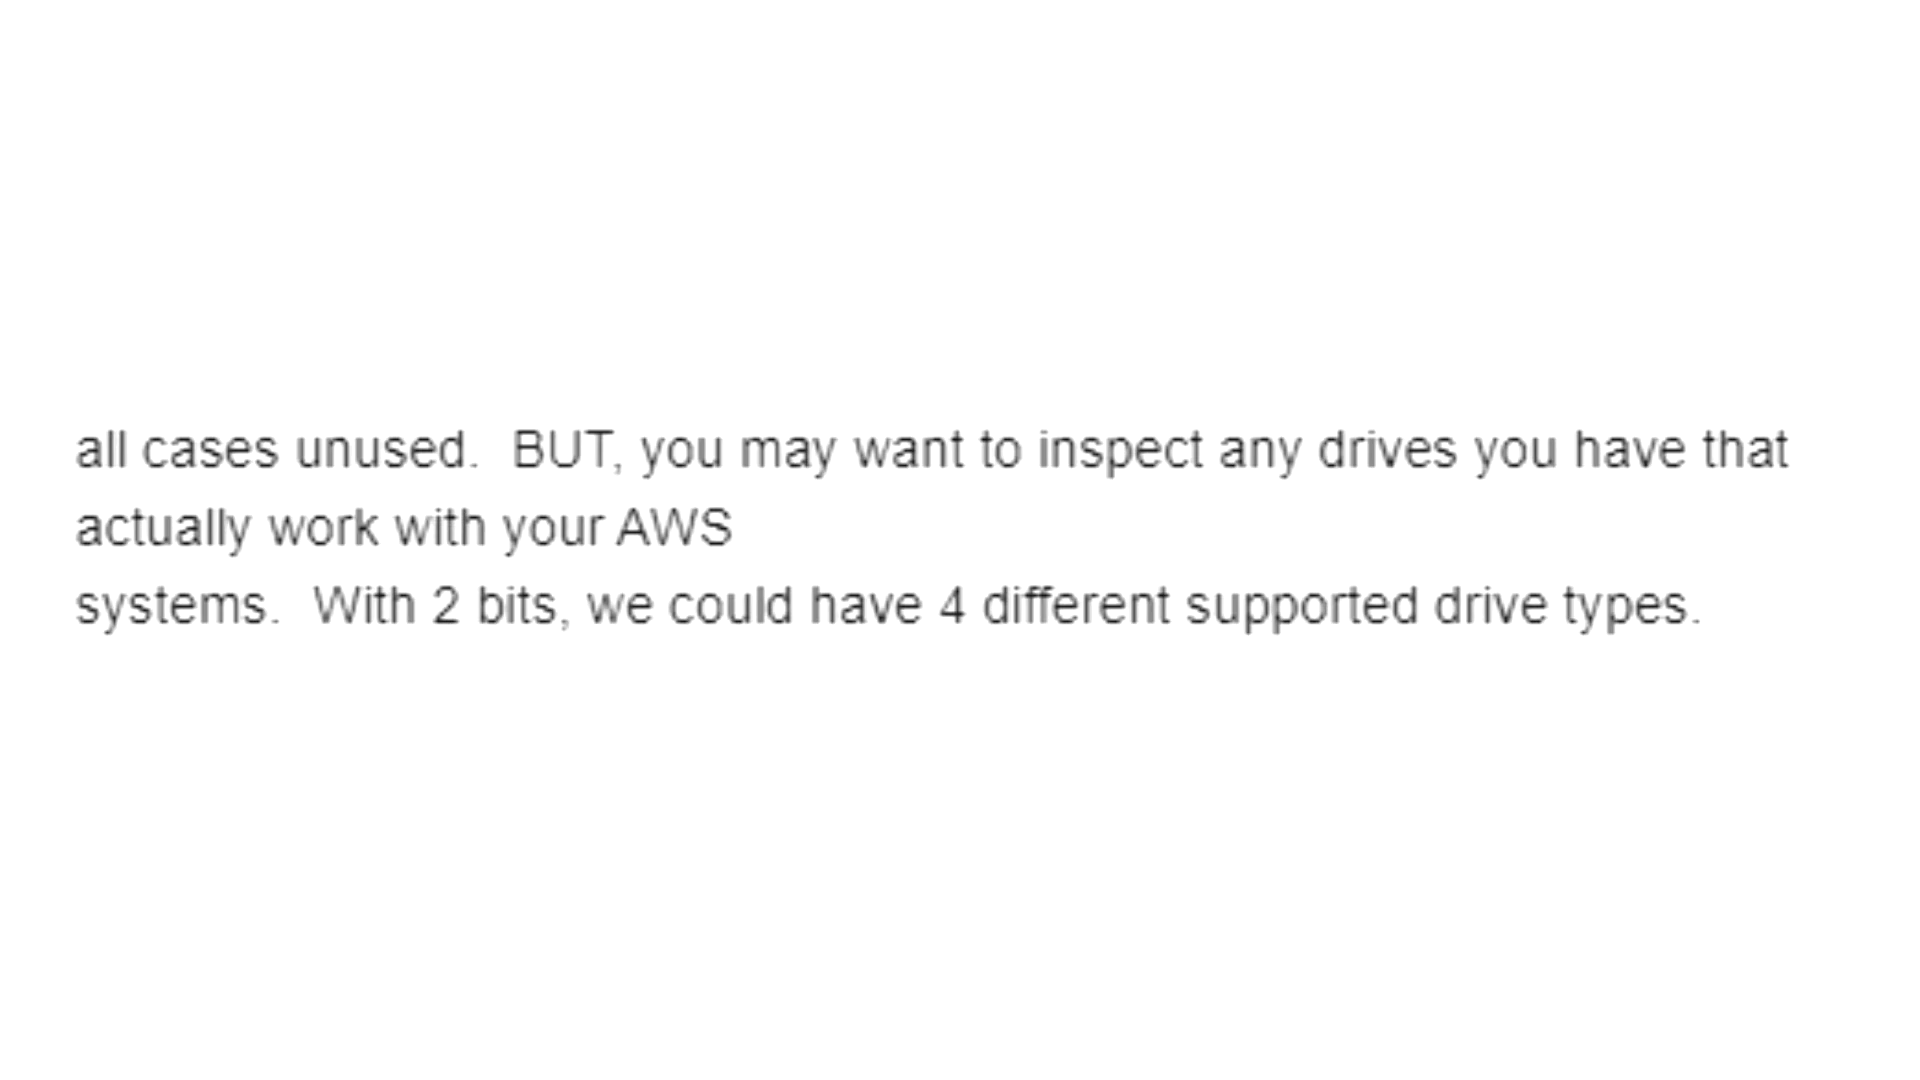 all cases unused.  BUT, you may want to inspect any drives you have that
actually work with your AWS
systems.  With 2 bits, we could have 4 different supported drive types.